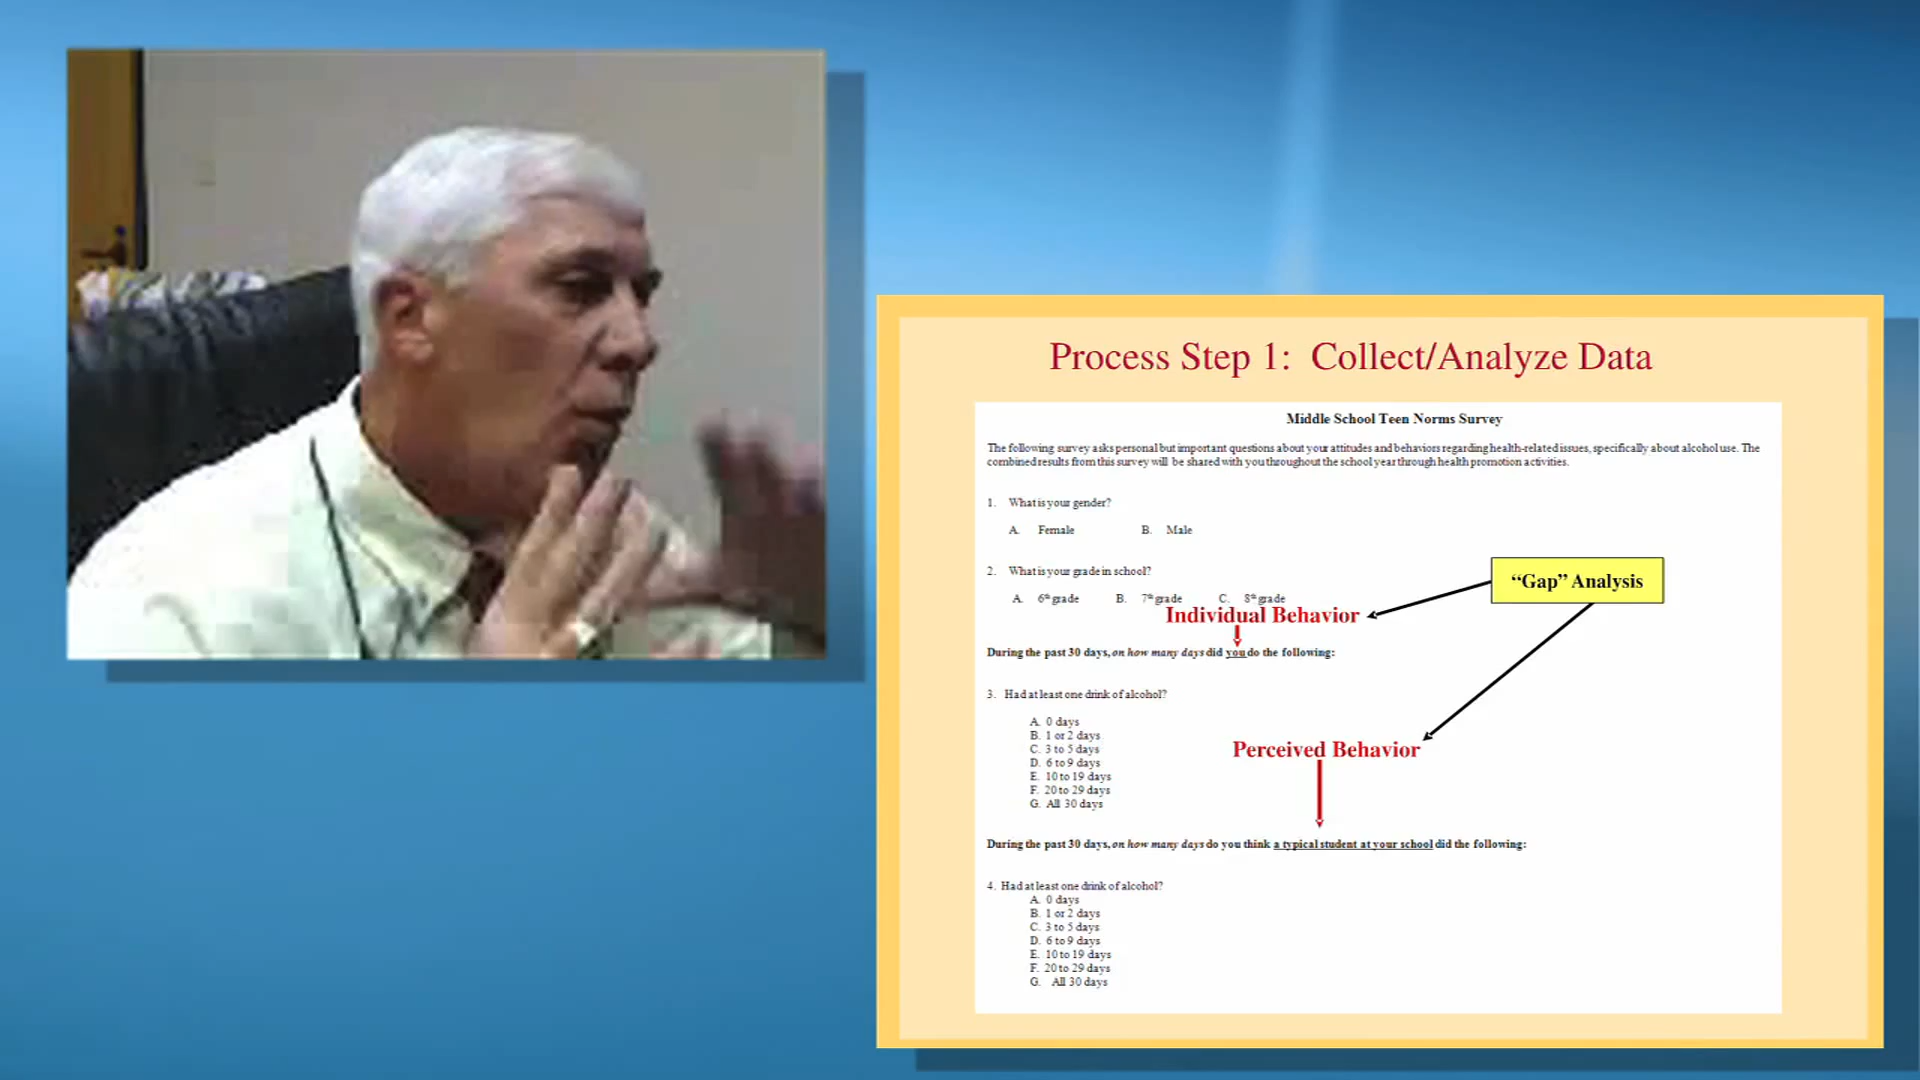 Process Step 1: Collect/Analyze Data
Middle School Teen Norms Survey
The following survey asks personal but important questions about your attitudes and behaviors regarding health-related issues, specifically about alcohol use. The
combined results from this survey will be shared with you throughout the school year through health promotion activities.
1. What is your gender?
A. Female B. Male
2. What is your grade in school?
A. 6th grade B. 7th grade C. 8th grade
"Gap" Analysis
Individual Behavior
During the past 30 days, on how many days did you do the following:
3. Had at least one drink of alcohol?
A. 0 days
B. 1 or 2 days
C. 3 to 5 days
D. 6 to 9 days
E. 10 to 19 days
F. 20 to 29 days
G. All 30 days
Perceived Behavior
During the past 30 days, on how many days do you think a typical student at your school did the following:
4. Had at least one drink of alcohol?
A. 0 days
B. 1 or 2 days
C. 3 to 5 days
D. 6 to 9 days
E. 10 to 19 days
F. 20 to 29 days
G. All 30 days